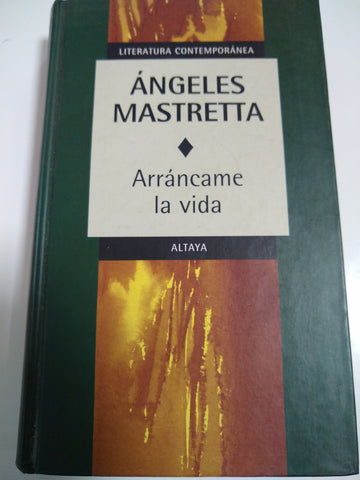 LITERATURA CONTEMPORÁNEA
ÁNGELES
MASTRETTA
Arráncame
la vida
ALTAYA